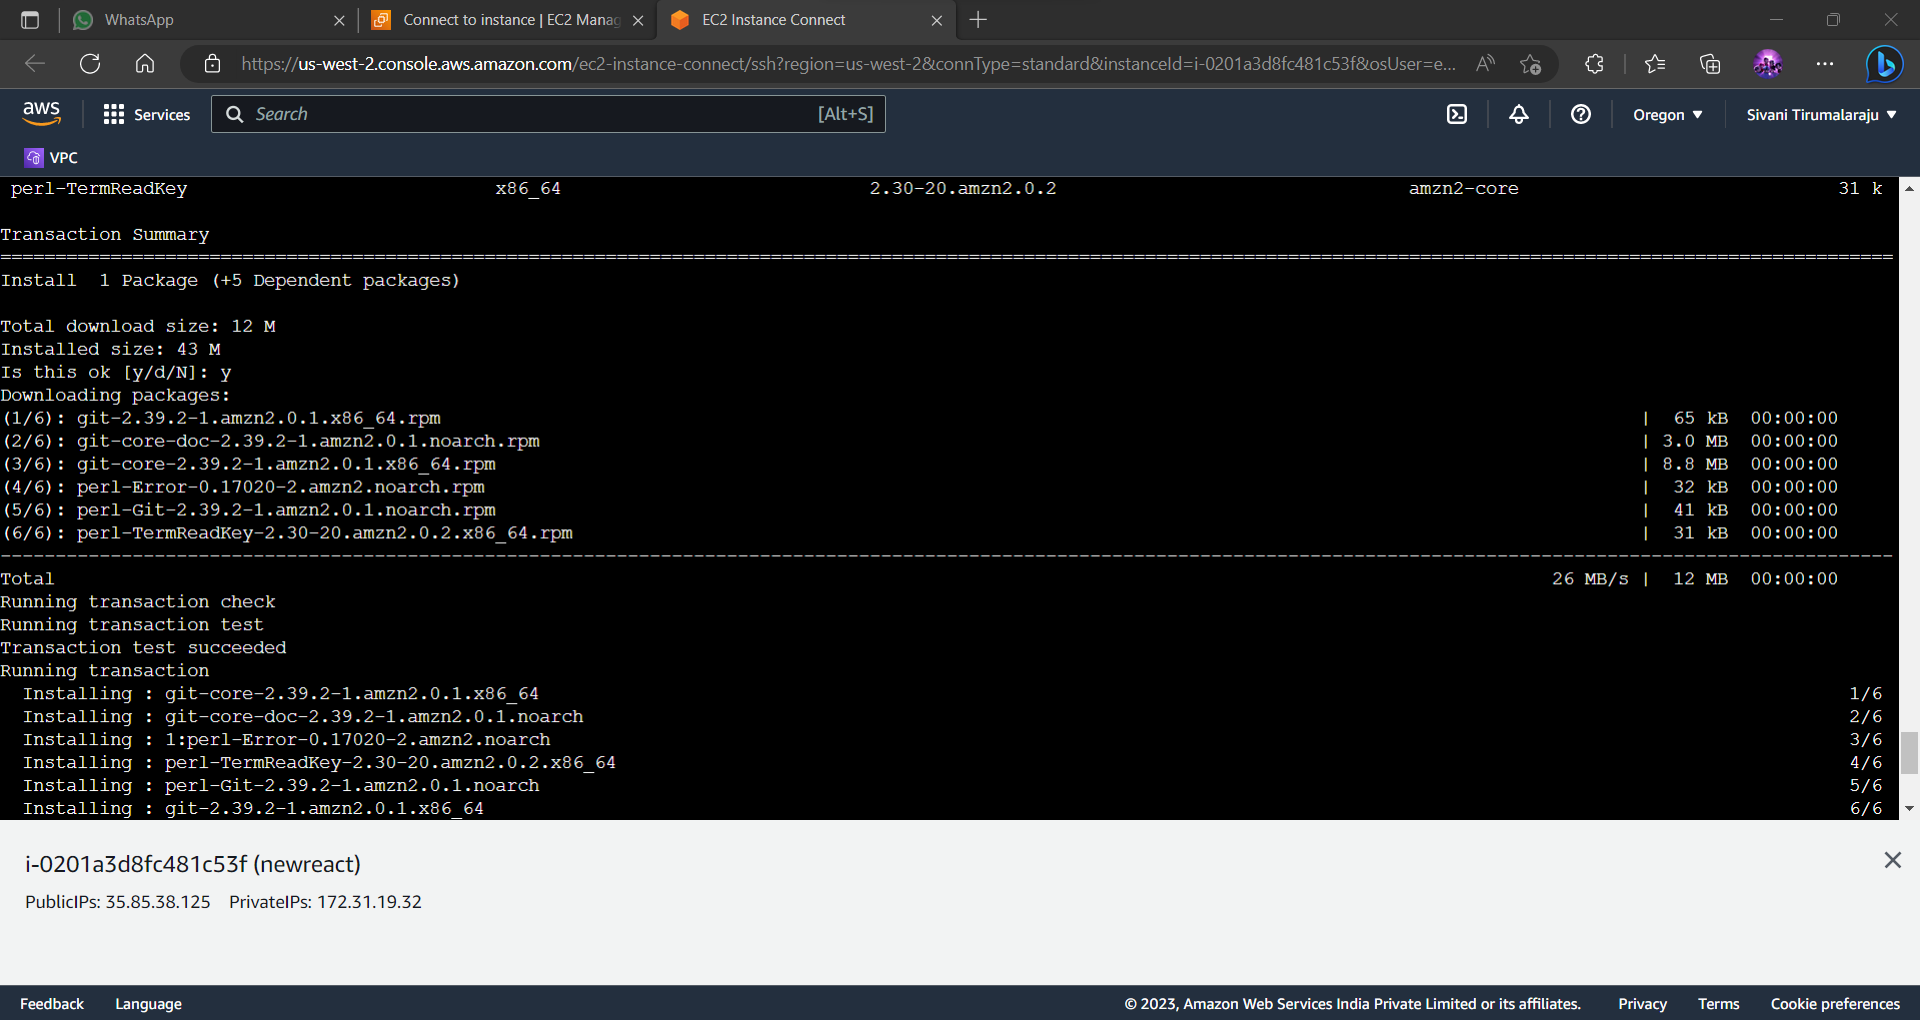 WhatsApp
Connect to instance | EC2 Manag
EC2 Instance Connect
https://us-west-2.console.aws.amazon.com/ec2-instance-connect/ssh?region=us-west-2&connType=standard&instanceId=i-0201a3d8fc481c53f&osUser=e...
aws
Services
Search
[Alt+S]
Oregon
Sivani Tirumalaraju
VPC
perl-TermReadKey x86_64 2.30-20.amzn2.0.2 amzn2-core 31 k
Transaction Summary
================================================================================
Install 1 Package (+5 Dependent packages)
Total download size: 12 M
Installed size: 43 M
Is this ok [y/d/N]: y
Downloading packages:
(1/6): git-2.39.2-1.amzn2.0.1.x86_64.rpm | 65 kB 00:00:00
(2/6): git-core-doc-2.39.2-1.amzn2.0.1.noarch.rpm | 3.0 MB 00:00:00
(3/6): git-core-2.39.2-1.amzn2.0.1.x86_64.rpm | 8.8 MB 00:00:00
(4/6): perl-Error-0.17020-2.amzn2.noarch.rpm | 32 kB 00:00:00
(5/6): perl-Git-2.39.2-1.amzn2.0.1.noarch.rpm | 41 kB 00:00:00
(6/6): perl-TermReadKey-2.30-20.amzn2.0.2.x86_64.rpm | 31 kB 00:00:00
--------------------------------------------------------------------------------
Total 26 MB/s | 12 MB 00:00:00
Running transaction check
Running transaction test
Transaction test succeeded
Running transaction
Installing : git-core-2.39.2-1.amzn2.0.1.x86_64 1/6
Installing : git-core-doc-2.39.2-1.amzn2.0.1.noarch 2/6
Installing : 1:perl-Error-0.17020-2.amzn2.noarch 3/6
Installing : perl-TermReadKey-2.30-20.amzn2.0.2.x86_64 4/6
Installing : perl-Git-2.39.2-1.amzn2.0.1.noarch 5/6
Installing : git-2.39.2-1.amzn2.0.1.x86_64 6/6
i-0201a3d8fc481c53f (newreact)
PublicIPs: 35.85.38.125 PrivateIPs: 172.31.19.32
Feedback Language © 2023, Amazon Web Services India Private Limited or its affiliates. Privacy Terms Cookie preferences